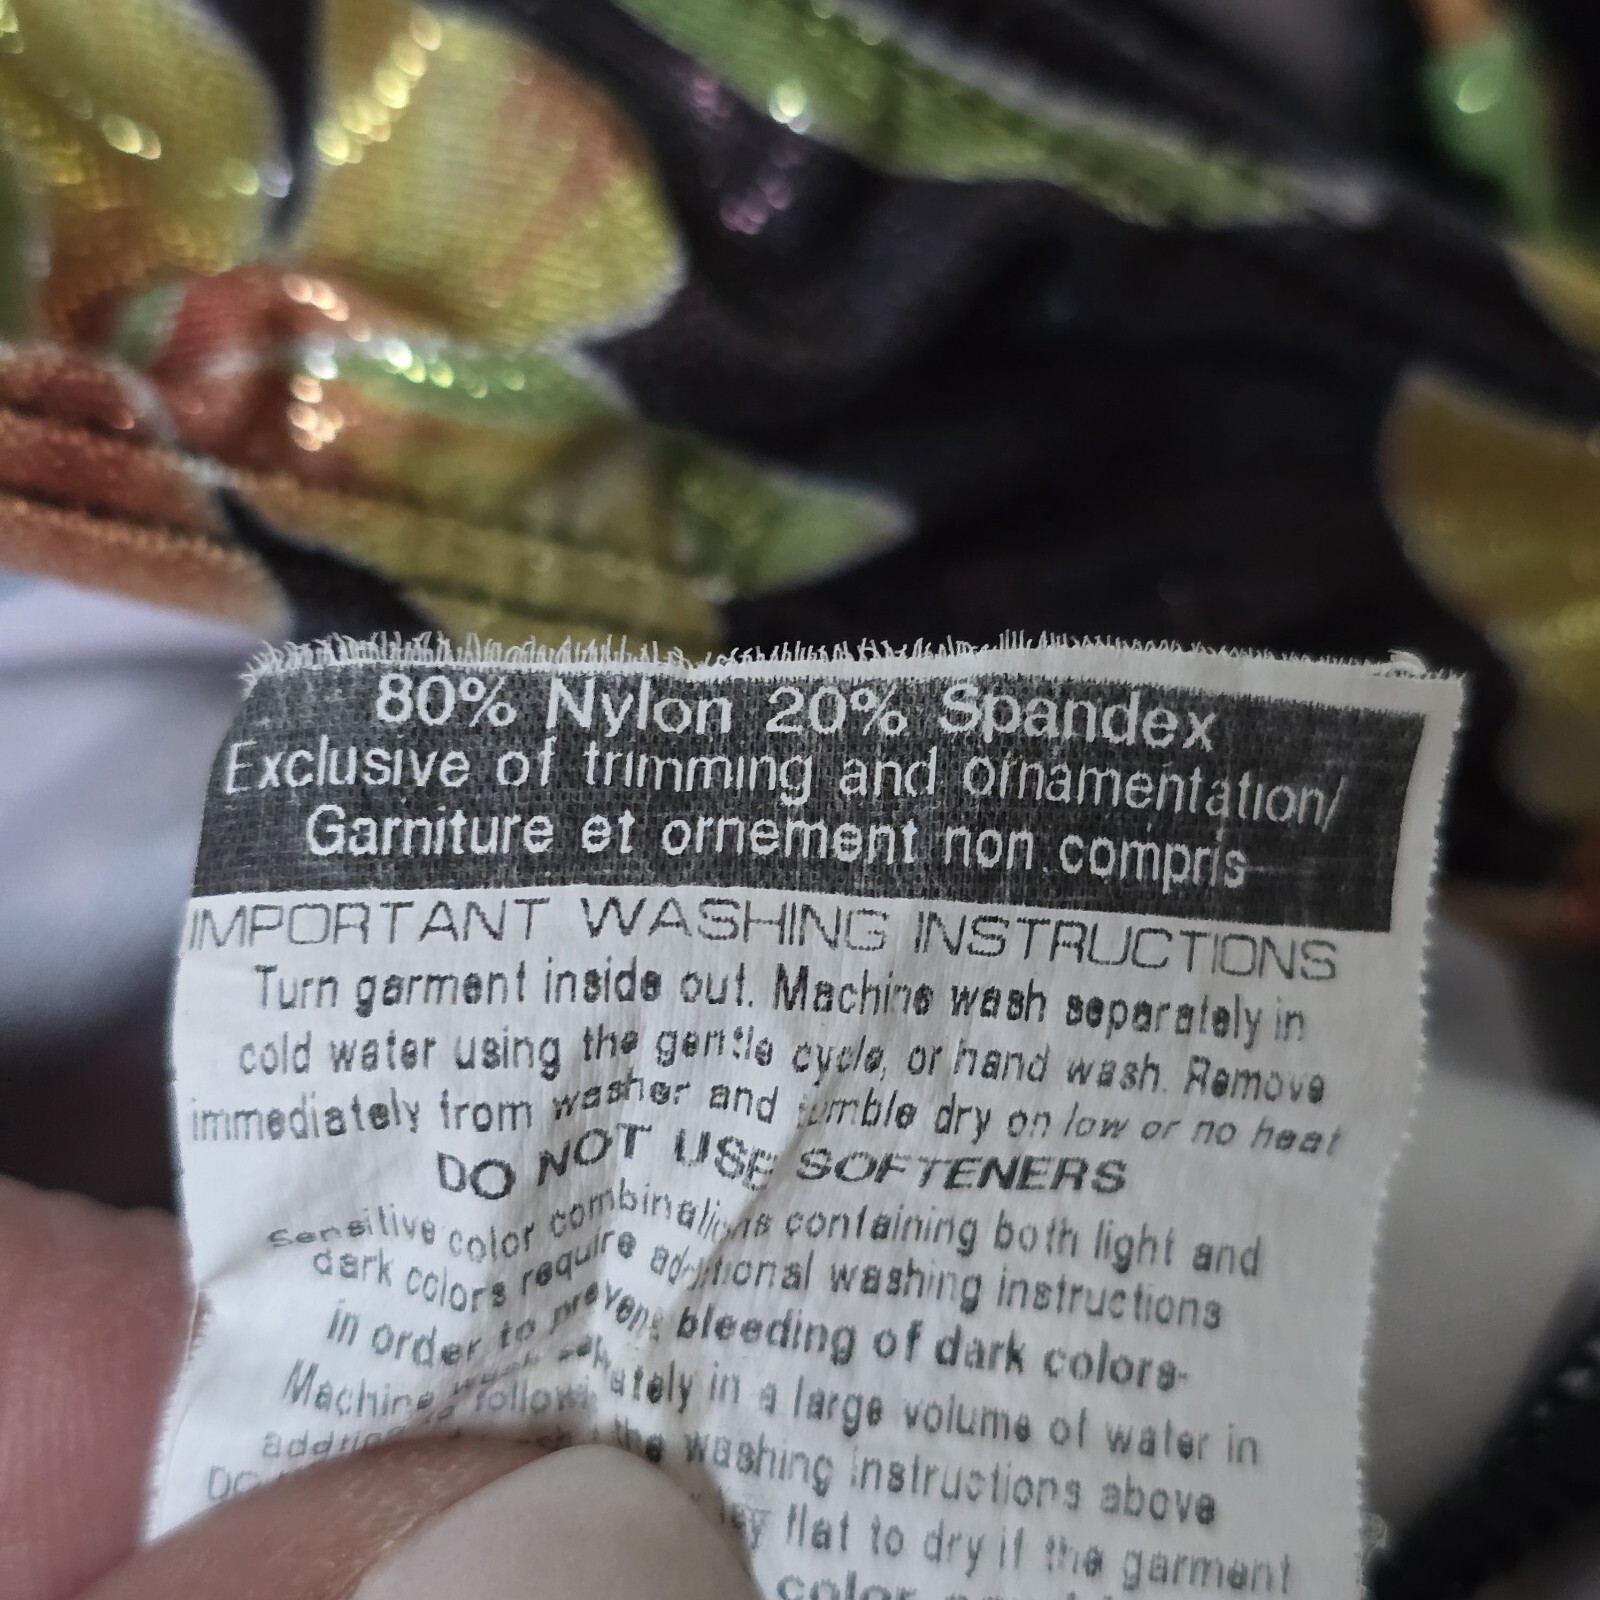 80% Nylon 20% Spandex
Exclusive of trimming and ornamentation/
Garniture et ornement non compris
IMPORTANT WASHING INSTRUCTIONS
Turn garment inside out. Machine wash separately in
cold water using the gentle cycle, or hand wash. Remove
immediately from washer and tumble dry on low or no heat
DO NOT USE SOFTENERS
Sensitive color combinations containing both light and
dark colors require additional washing instructions
in order to prevent bleeding of dark colors-
Machine wash separately in a large volume of water in
the washing instructions above
flat to dry if the garment
color